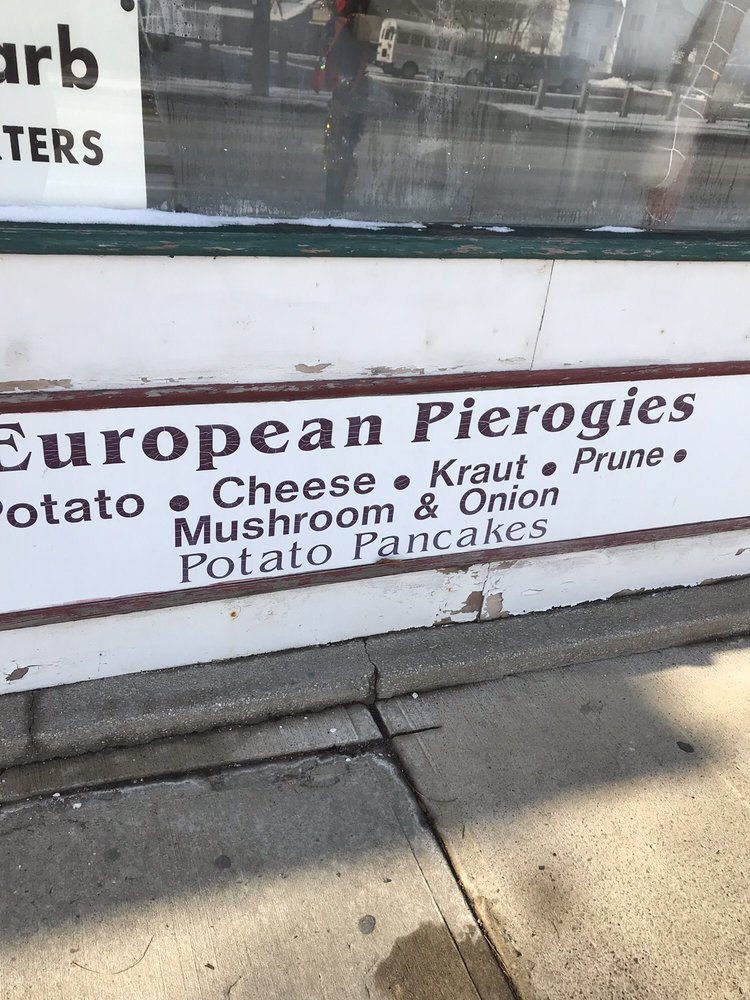 arb
TERS
European Pierogies
Potato • Cheese • Kraut • Prune •
Mushroom & Onion
Potato Pancakes